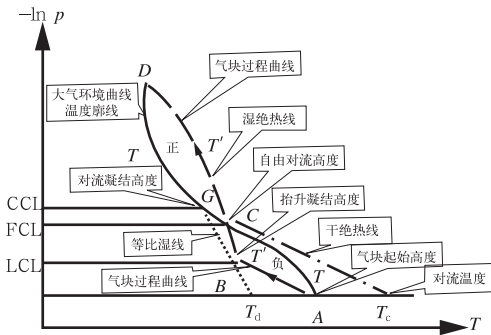 −ln p
D
气块过程曲线
大气环境曲线
温度廓线
正
T′
湿绝热线
T
自由对流高度
对流凝结高度
G
抬升凝结高度
CCL
C
FCL
干绝热线
等比湿线
T′
气块起始高度
LCL
负
气块过程曲线
T
对流温度
B
T_d
A
T_c
T